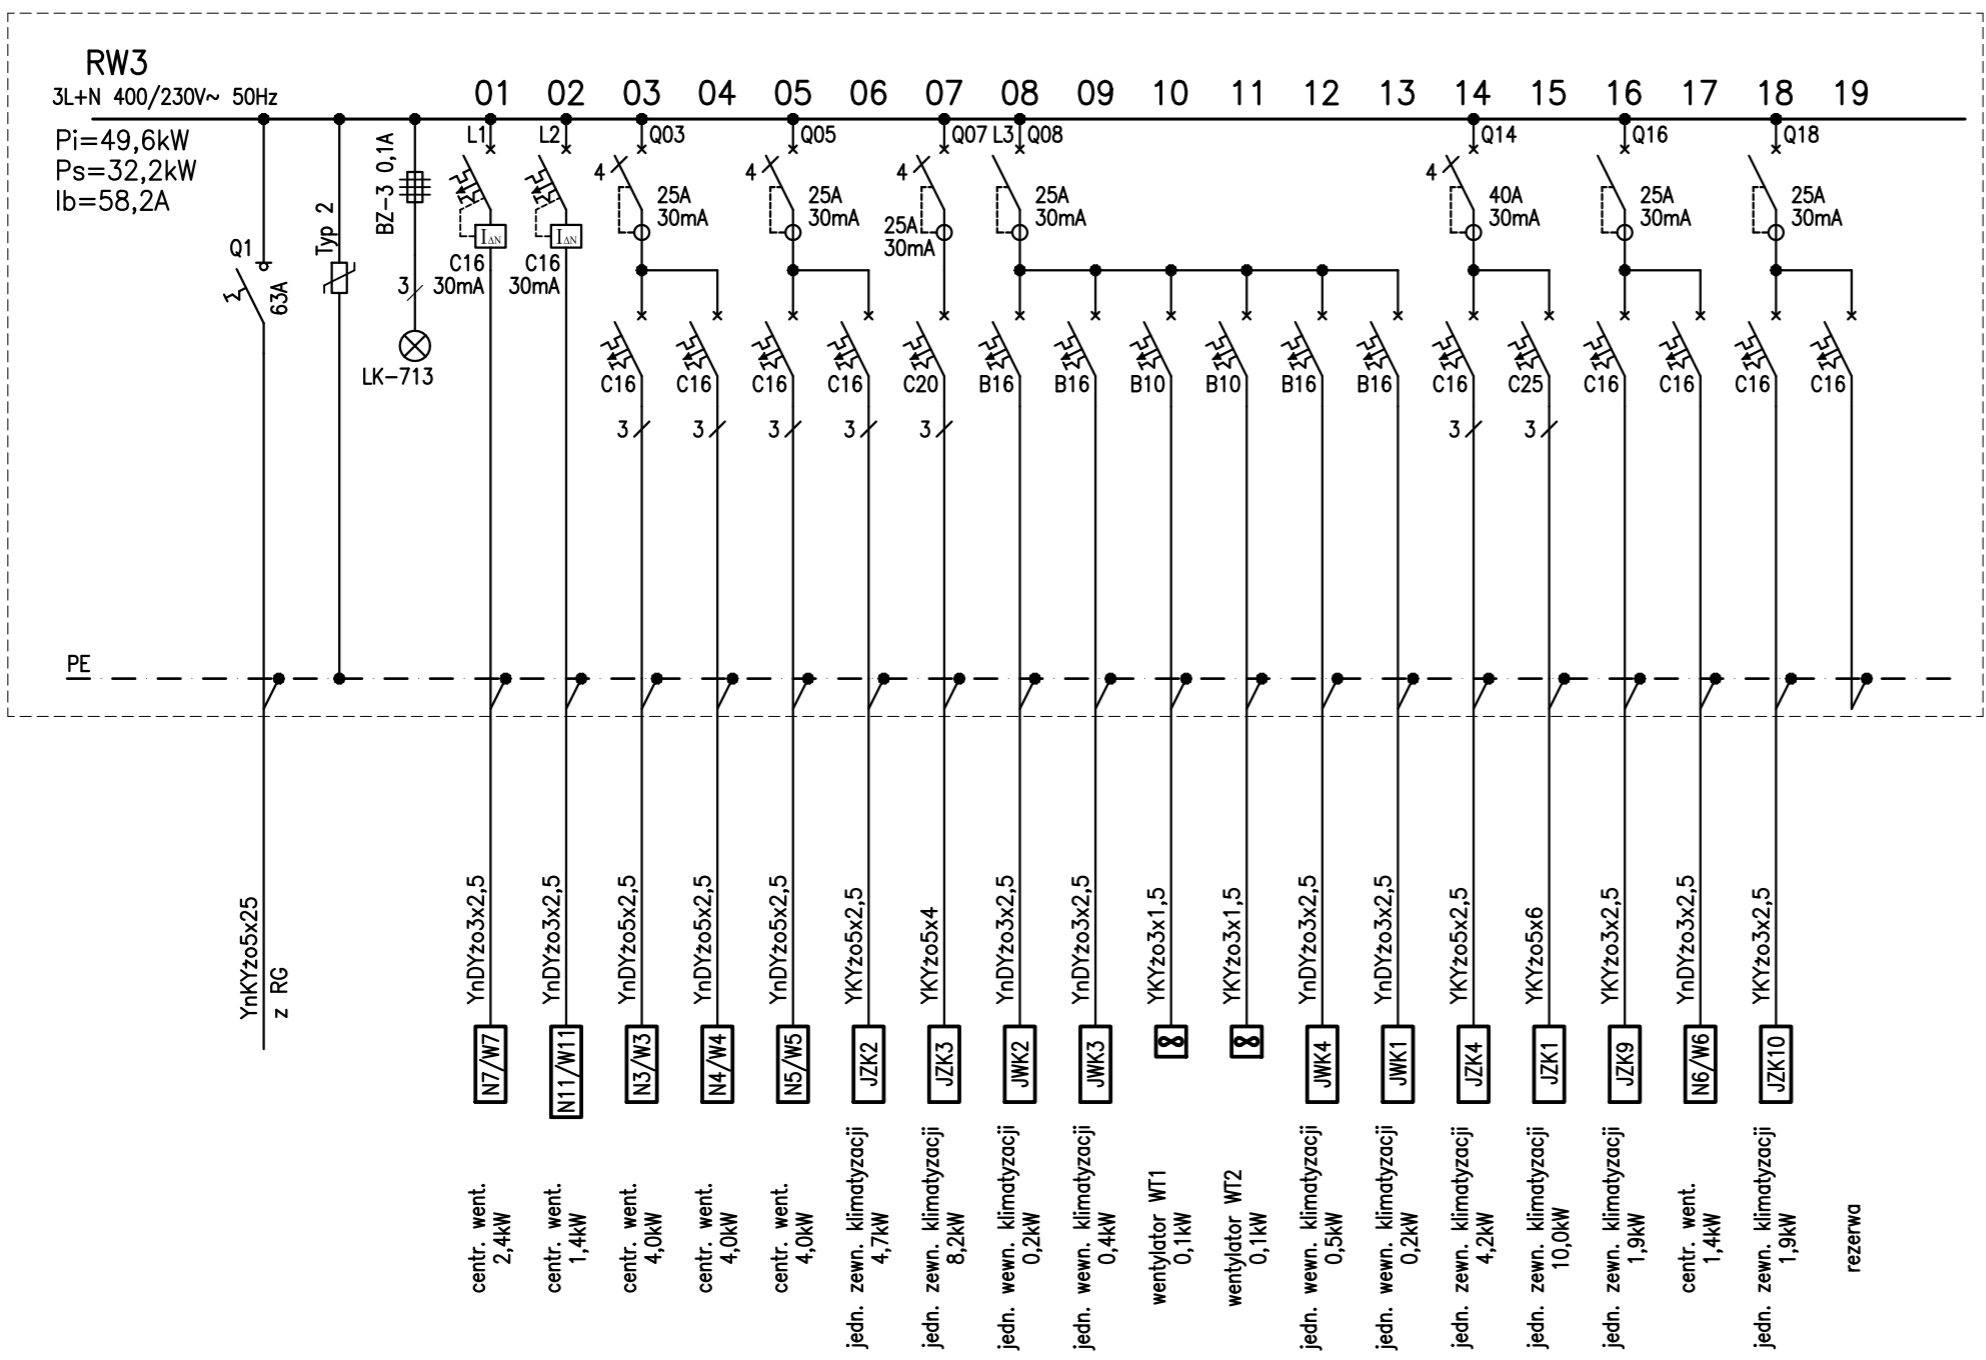 RW3
3L+N 400/230V~ 50Hz
Pi=49,6kW
Ps=32,2kW
Ib=58,2A
01 02 03 04 05 06 07 08 09 10 11 12 13 14 15 16 17 18 19
L1 L2 Q03 Q05 Q07 L3 Q08 Q14 Q16 Q18
Q1
63A
Typ 2
BZ-3 0,1A
3
LK-713
IΔN
C16
30mA
IΔN
C16
30mA
4
25A
30mA
4
25A
30mA
4
25A
30mA
25A
30mA
4
40A
30mA
25A
30mA
25A
30mA
C16 C16 C16 C16 C20 B16 B16 B10 B10 B16 B16 C16 C25 C16 C16 C16 C16
3 3 3 3 3 3 3
PE
YnKYżo5x25
z RG
YnDYżo3x2,5
YnDYżo3x2,5
YnDYżo5x2,5
YnDYżo5x2,5
YnDYżo5x2,5
YKYżo5x2,5
YKYżo5x4
YnDYżo3x2,5
YnDYżo3x2,5
YKYżo3x1,5
YKYżo3x1,5
YnDYżo3x2,5
YnDYżo3x2,5
YKYżo5x2,5
YKYżo5x6
YKYżo3x2,5
YnDYżo3x2,5
YKYżo3x2,5
N7/W7
N11/W11
N3/W3
N4/W4
N5/W5
JZK2
JZK3
JWK2
JWK3
JWK4
JWK1
JZK4
JZK1
JZK9
N6/W6
JZK10
centr. went.
2,4kW
centr. went.
1,4kW
centr. went.
4,0kW
centr. went.
4,0kW
centr. went.
4,0kW
jedn. zewn. klimatyzacji
4,7kW
jedn. zewn. klimatyzacji
8,2kW
jedn. wewn. klimatyzacji
0,2kW
jedn. wewn. klimatyzacji
0,4kW
wentylator WT1
0,1kW
wentylator WT2
0,1kW
jedn. wewn. klimatyzacji
0,5kW
jedn. wewn. klimatyzacji
0,2kW
jedn. zewn. klimatyzacji
4,2kW
jedn. zewn. klimatyzacji
10,0kW
jedn. zewn. klimatyzacji
1,9kW
centr. went.
1,4kW
jedn. zewn. klimatyzacji
1,9kW
rezerwa